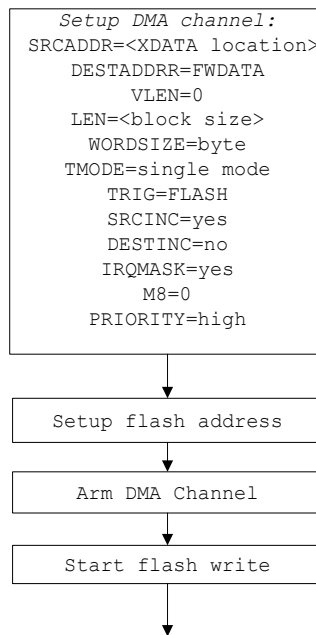 Setup DMA channel:
SRCADDR=<XDATA location>
DESTADDRR=FWDATA
VLEN=0
LEN=<block size>
WORDSIZE=byte
TMODE=single mode
TRIG=FLASH
SRCINC=yes
DESTINC=no
IRQMASK=yes
M8=0
PRIORITY=high
Setup flash address
Arm DMA Channel
Start flash write